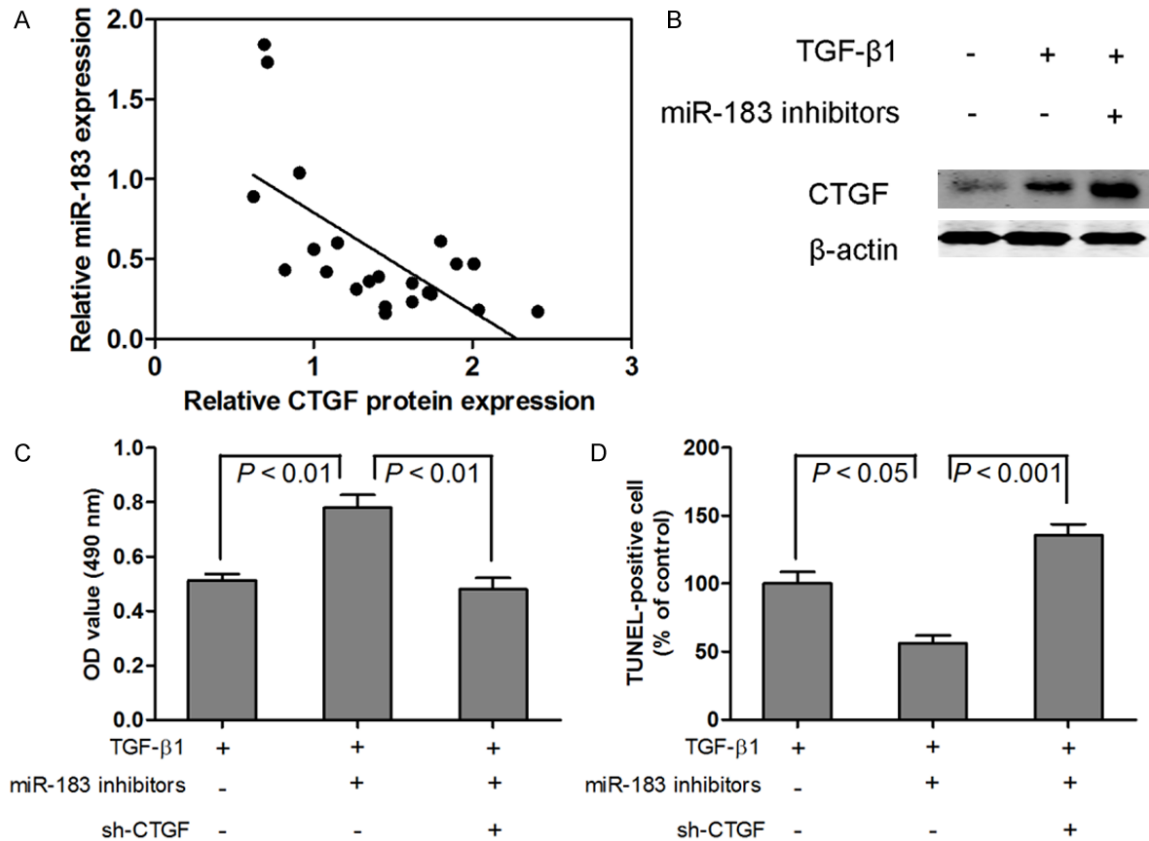 A
Relative miR-183 expression
2.0
1.5
1.0
0.5
0.0
0 1 2 3
Relative CTGF protein expression
B
TGF-β1 - + +
miR-183 inhibitors - - +
CTGF
β-actin
C
OD value (490 nm)
1.0
0.8
0.6
0.4
0.2
0.0
P < 0.01 P < 0.01
TGF-β1 + + +
miR-183 inhibitors - + +
sh-CTGF - - +
D
TUNEL-positive cell
(% of control)
200
150
100
50
0
P < 0.05 P < 0.001
TGF-β1 + + +
miR-183 inhibitors - + +
sh-CTGF - - +